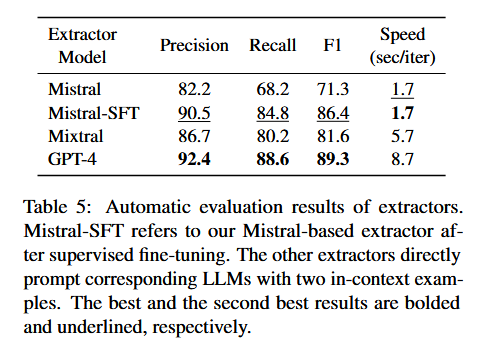 Extractor Model Precision Recall F1 Speed (sec/iter)
Mistral 82.2 68.2 71.3 1.7
Mistral-SFT 90.5 84.8 86.4 1.7
Mixtral 86.7 80.2 81.6 5.7
GPT-4 92.4 88.6 89.3 8.7
Table 5: Automatic evaluation results of extractors.
Mistral-SFT refers to our Mistral-based extractor af-
ter supervised fine-tuning. The other extractors directly
prompt corresponding LLMs with two in-context exam-
ples. The best and the second best results are bolded
and underlined, respectively.